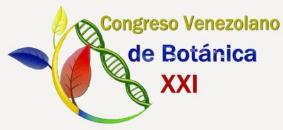 Congreso Venezolano
de Botánica
XXI